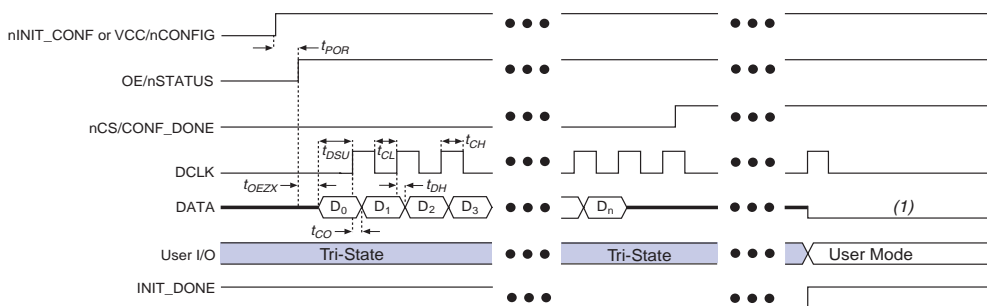 nINIT_CONF or VCC/nCONFIG
tPOR
OE/nSTATUS
nCS/CONF_DONE
tDSU
tCL
tCH
DCLK
tOEZX
tDH
DATA
D0
D1
D2
D3
Dn
(1)
tCO
User I/O
Tri-State
Tri-State
User Mode
INIT_DONE